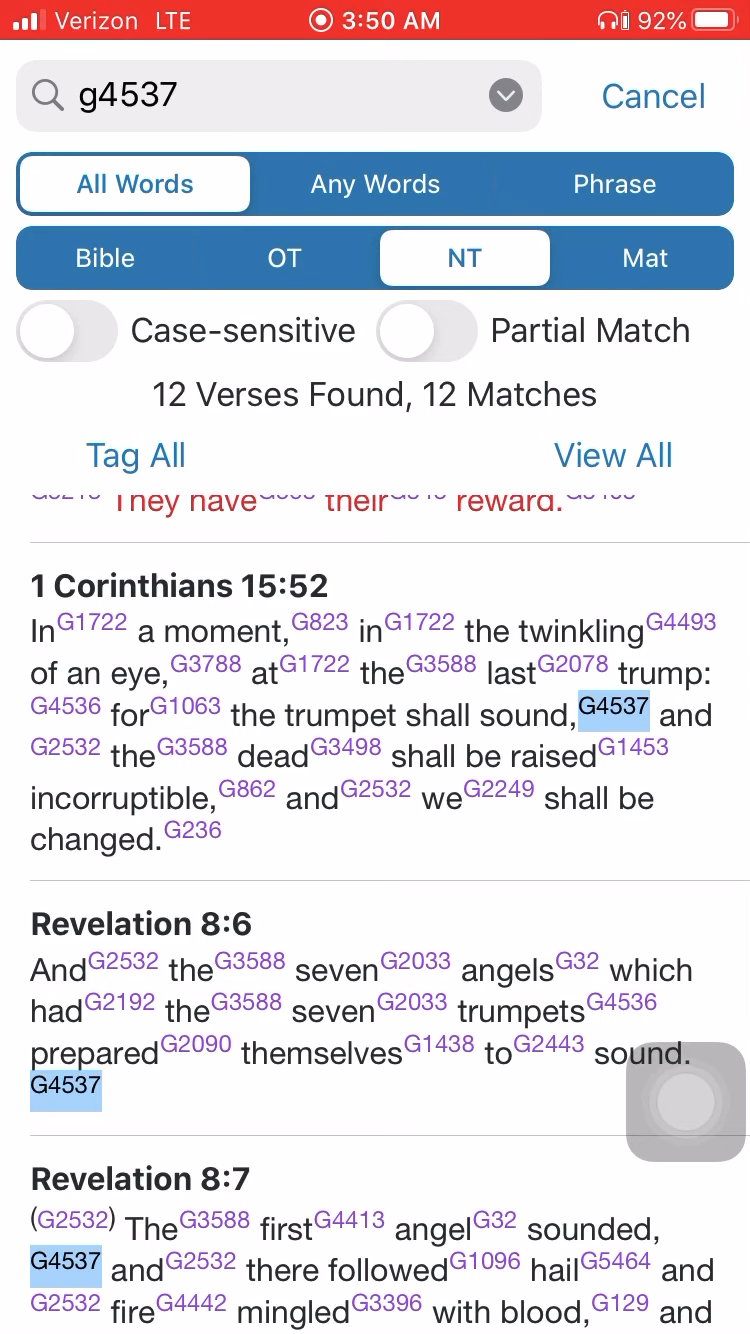 Verizon LTE 3:50 AM 92%
g4537 Cancel
All Words Any Words Phrase
Bible OT NT Mat
Case-sensitive Partial Match
12 Verses Found, 12 Matches
Tag All View All
They have their reward.
1 Corinthians 15:52
InG1722 a moment,G823 inG1722 the twinklingG4493
of an eye,G3788 atG1722 theG3588 lastG2078 trump:
G4536 forG1063 the trumpet shall sound,G4537 and
G2532 theG3588 deadG3498 shall be raisedG1453
incorruptible,G862 andG2532 weG2249 shall be
changed.G236
Revelation 8:6
AndG2532 theG3588 sevenG2033 angelsG32 which
hadG2192 theG3588 sevenG2033 trumpetsG4536
preparedG2090 themselvesG1438 toG2443 sound.
G4537
Revelation 8:7
(G2532) TheG3588 firstG4413 angelG32 sounded,
G4537 andG2532 there followedG1096 hailG5464 and
G2532 fireG4442 mingledG3396 with blood,G129 and